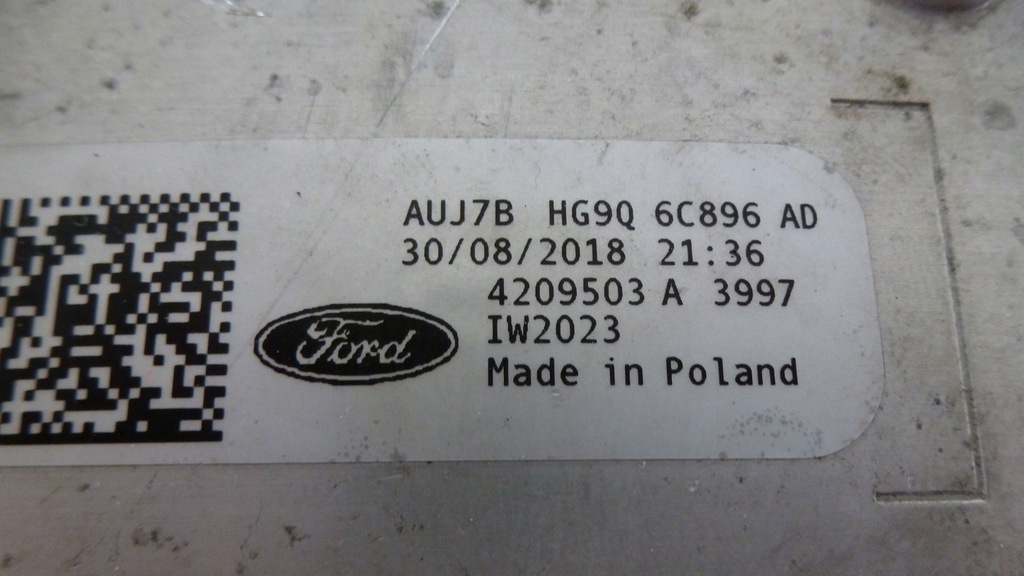 AUJ7B HG9Q 6C896 AD
30/08/2018 21:36
4209503 A 3997
IW2023
Ford
Made in Poland